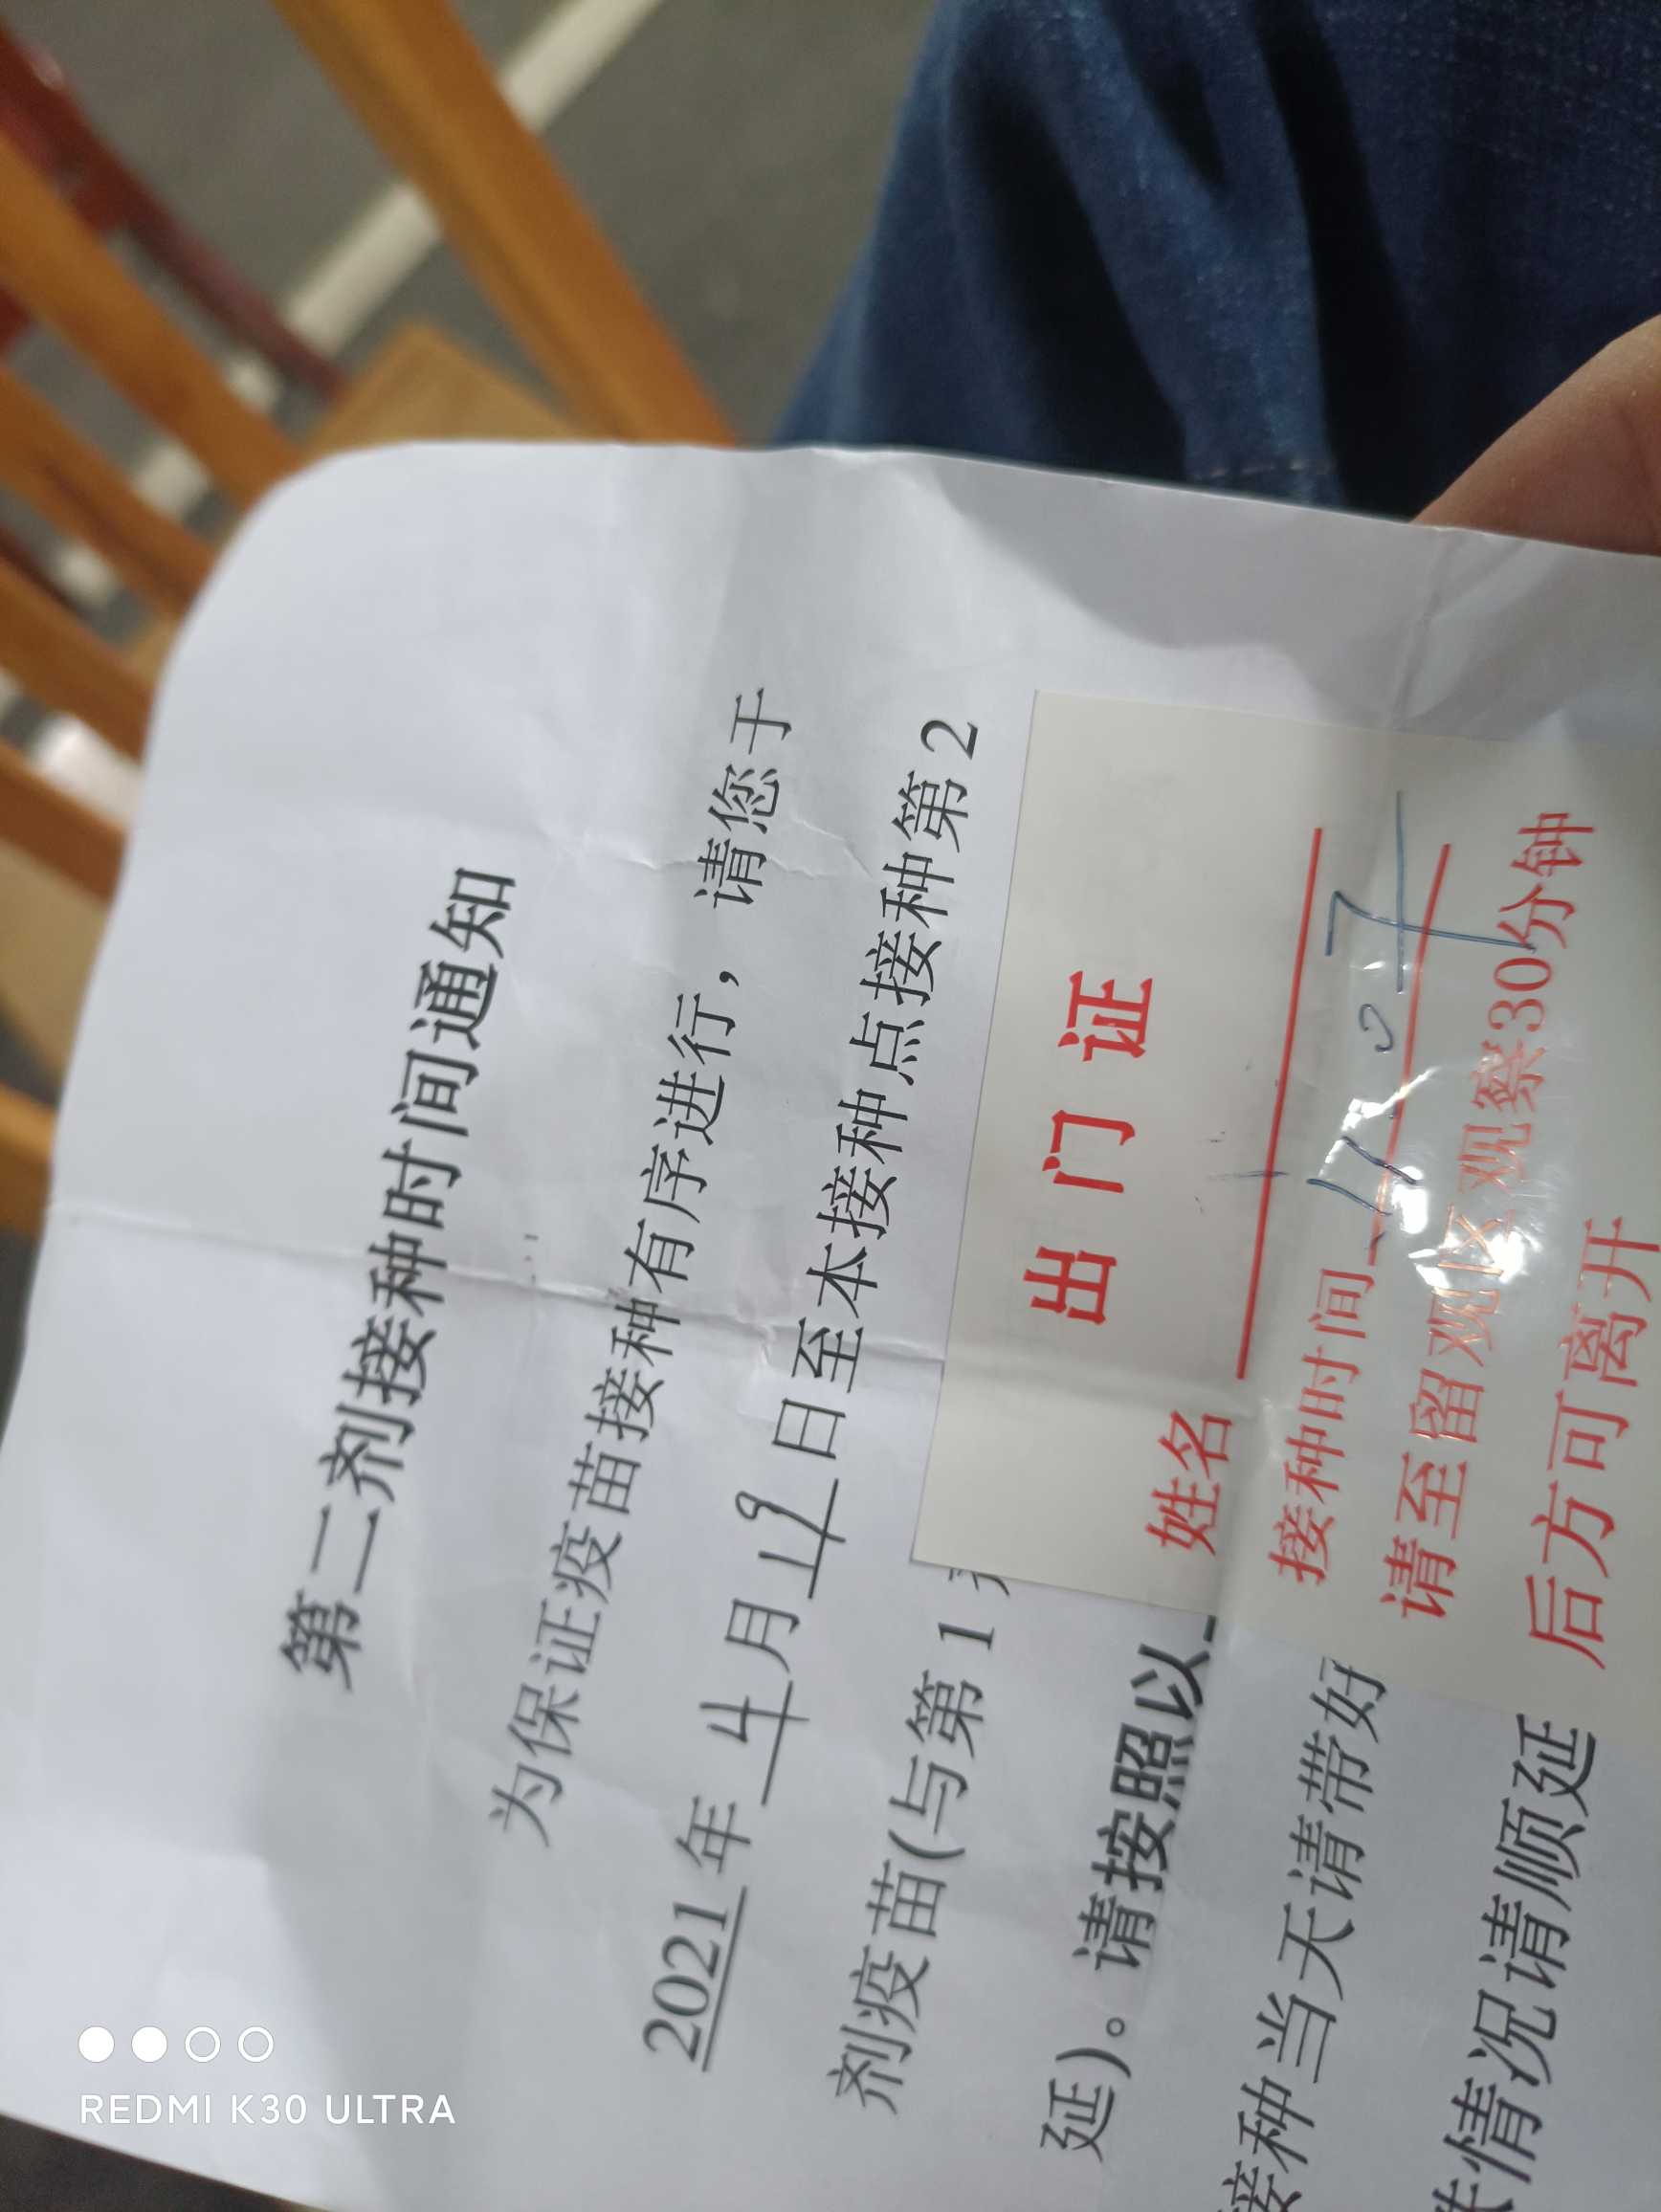 第二剂接种时间通知
为保证疫苗接种有序进行，请您于
2021年4月19日至本接种点接种第2
剂疫苗(与第1
延)。请按照以
接种当天请带好
情况请顺延
出门证
姓名
接种时间
请至留观区观察30分钟
后方可离开
REDMI K30 ULTRA